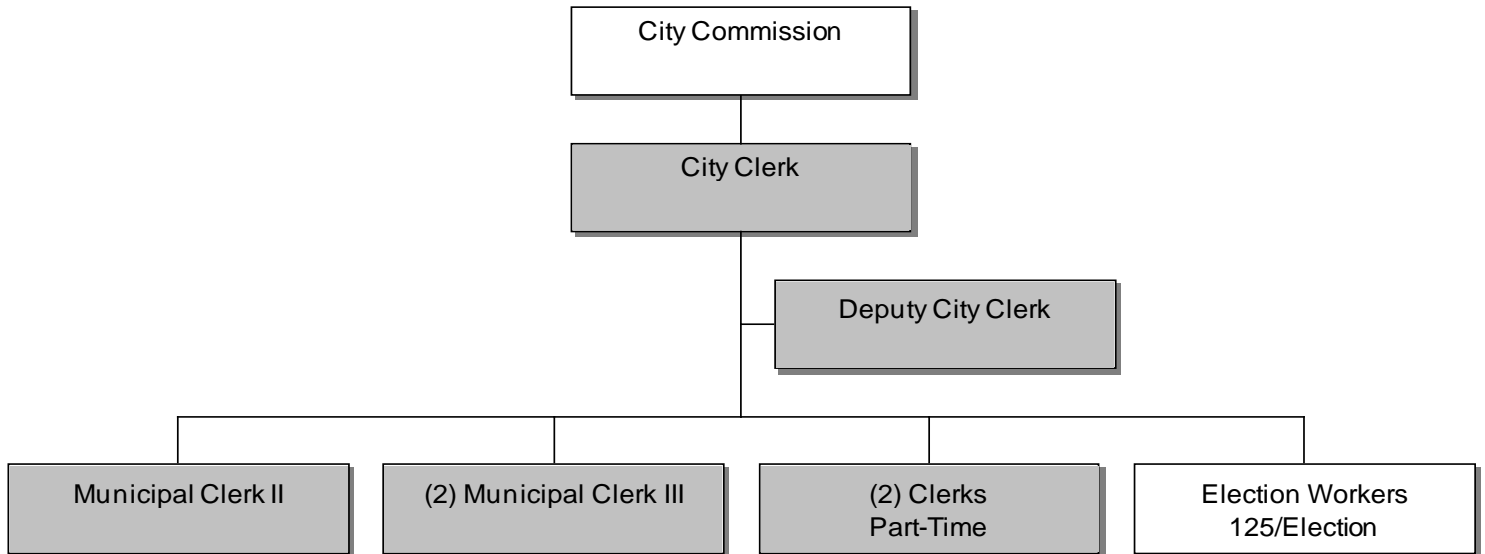 City Commission
City Clerk
Deputy City Clerk
Municipal Clerk II
(2) Municipal Clerk III
(2) Clerks
Part-Time
Election Workers
125/Election